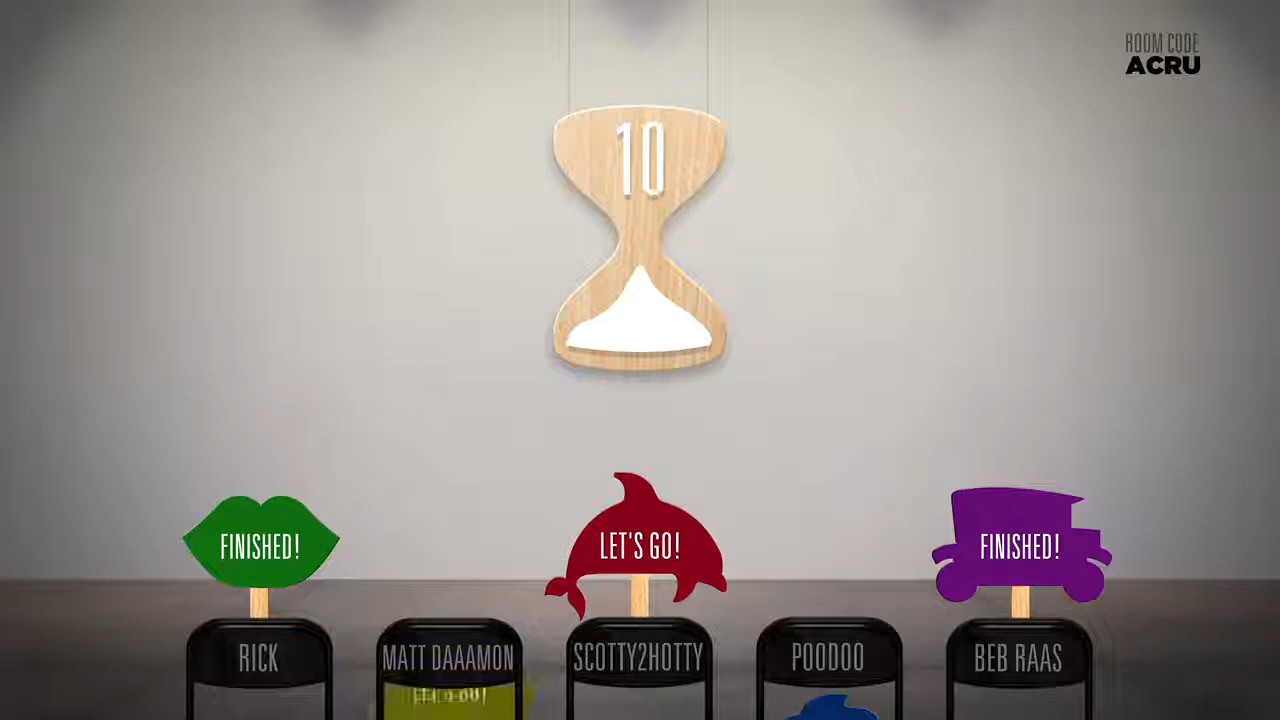 ROOM CODE
ACRU
10
FINISHED!
LET'S GO!
FINISHED!
RICK
MATT DAAAMON
SCOTTY2HOTTY
POODOO
BEB RAAS